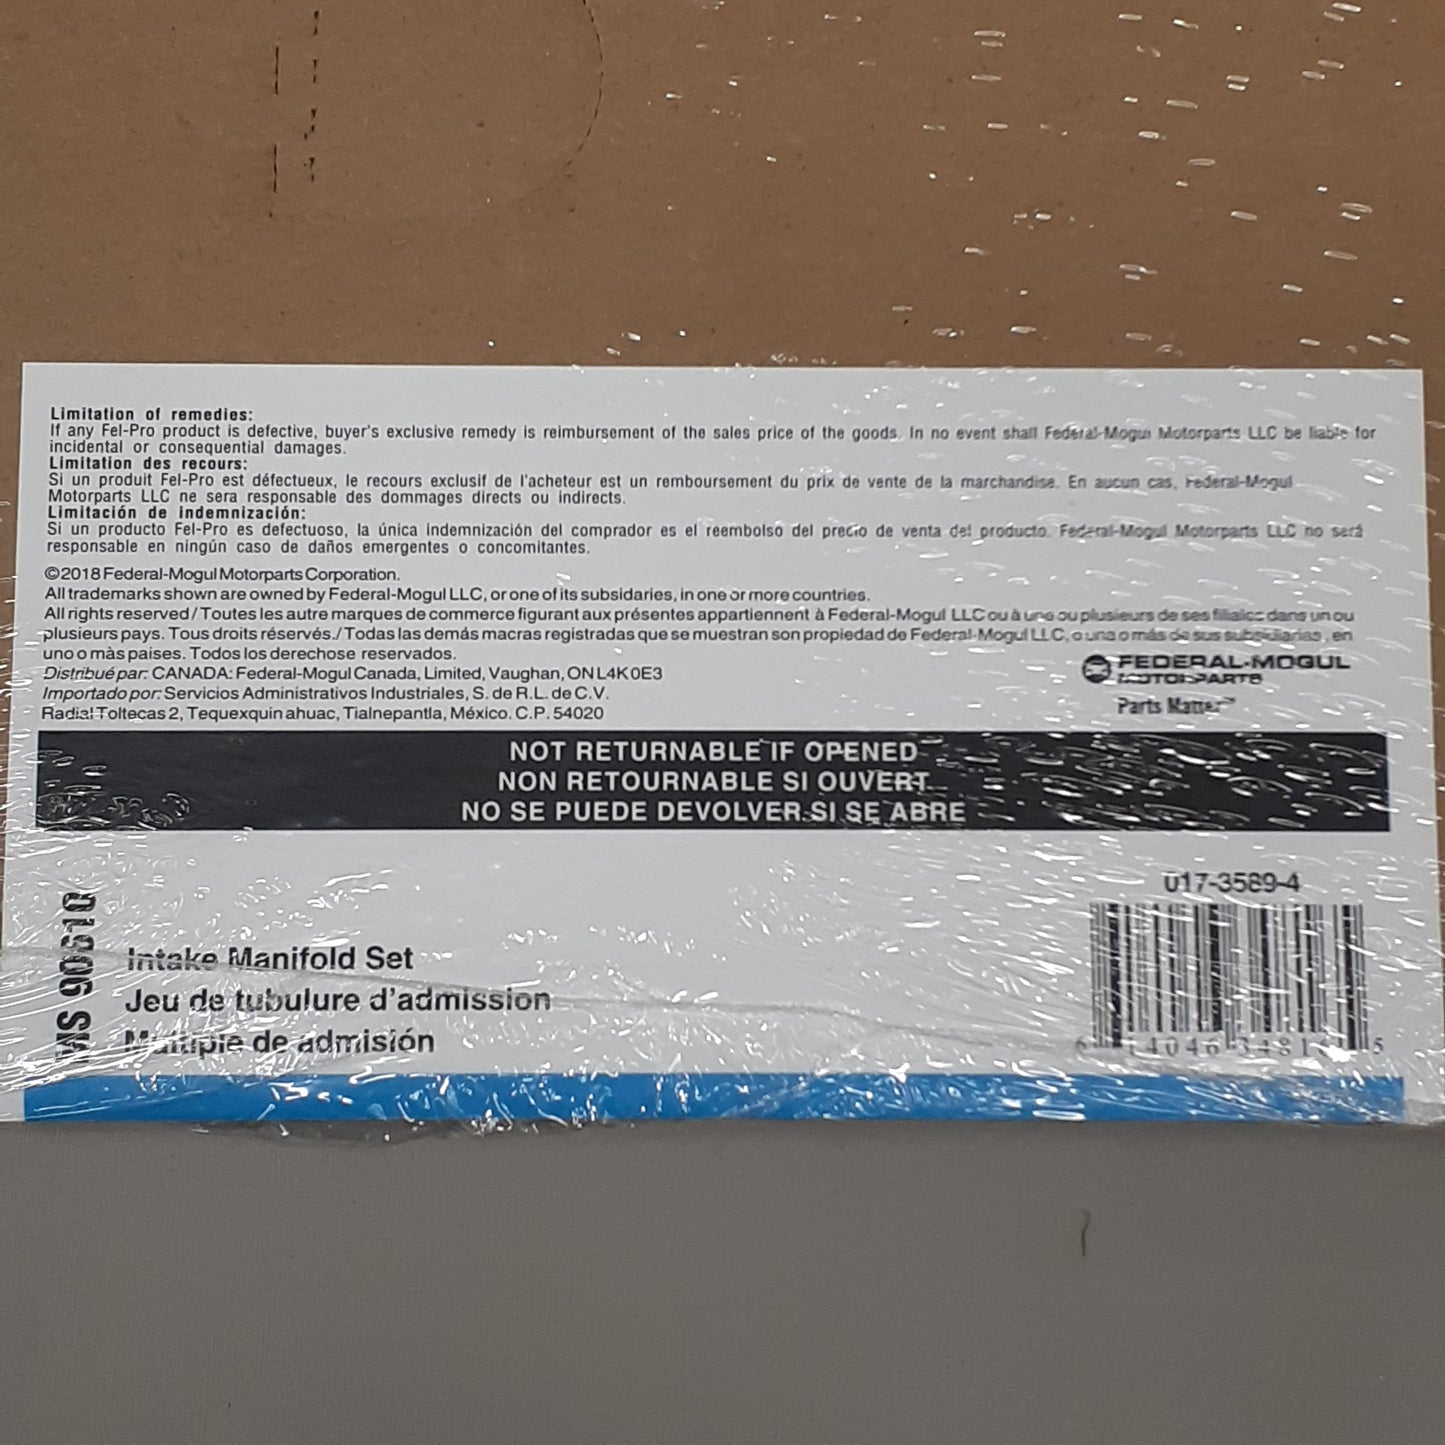 Limitation of remedies:
If any Fel-Pro product is defective, buyer's exclusive remedy is reimbursement of the sales price of the goods. In no event shall Federal-Mogul Motorparts LLC be liable for
incidental or consequential damages.
Limitation des recours:
Si un produit Fel-Pro est défectueux, le recours exclusif de l'acheteur est un remboursement du prix de vente de la marchandise. En aucun cas, Federal-Mogul
Motorparts LLC ne sera responsable des dommages directs ou indirects.
Limitación de indemnización:
Si un producto Fel-Pro es defectuoso, la única indemnización del comprador es el reembolso del precio de venta del producto. Federal-Mogul Motorparts LLC no será
responsable en ningún caso de daños emergentes o concomitantes.
©2018 Federal-Mogul Motorparts Corporation.
All trademarks shown are owned by Federal-Mogul LLC, or one of its subsidaries, in one or more countries.
All rights reserved / Toutes les autre marques de commerce figurant aux présentes appartiennent à Federal-Mogul LLC ou à une ou plusieurs de ses filiales dans un ou
plusieurs pays. Tous droits réservés./ Todas las demás macras registradas que se muestran son propiedad de Federal-Mogul LLC, o una o más de sus subsidiarias, en
uno o màs paises. Todos los derechose reservados.
Distribué par: CANADA: Federal-Mogul Canada, Limited, Vaughan, ON L4K 0E3
Importado por: Servicios Administrativos Industriales, S. de R.L. de C.V.
Radial Toltecas 2, Tequexquinahuac, Tlalnepantla, México. C.P. 54020
FEDERAL-MOGUL
MOTORPARTS
Parts Matter™
NOT RETURNABLE IF OPENED
NON RETOURNABLE SI OUVERT
NO SE PUEDE DEVOLVER SI SE ABRE
017-3589-4
MS 90610
Intake Manifold Set
Jeu de tubulure d'admission
Multiple de admisión